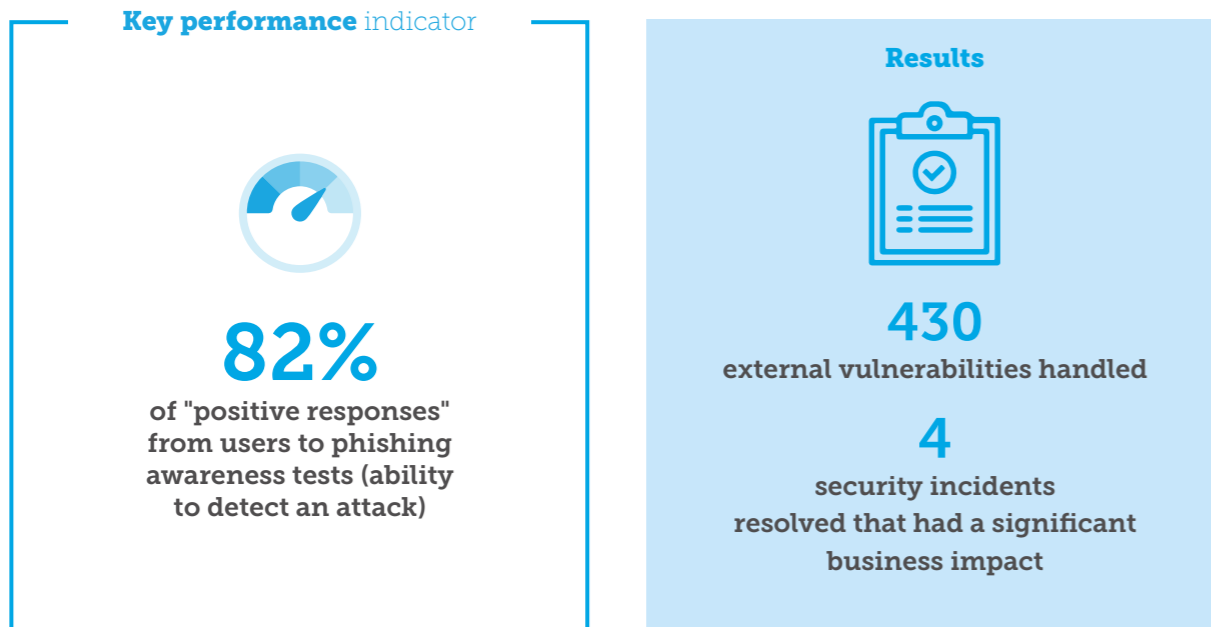 Key performance indicator
82%
of "positive responses"
from users to phishing
awareness tests (ability
to detect an attack)
Results
430
external vulnerabilities handled
4
security incidents
resolved that had a significant
business impact